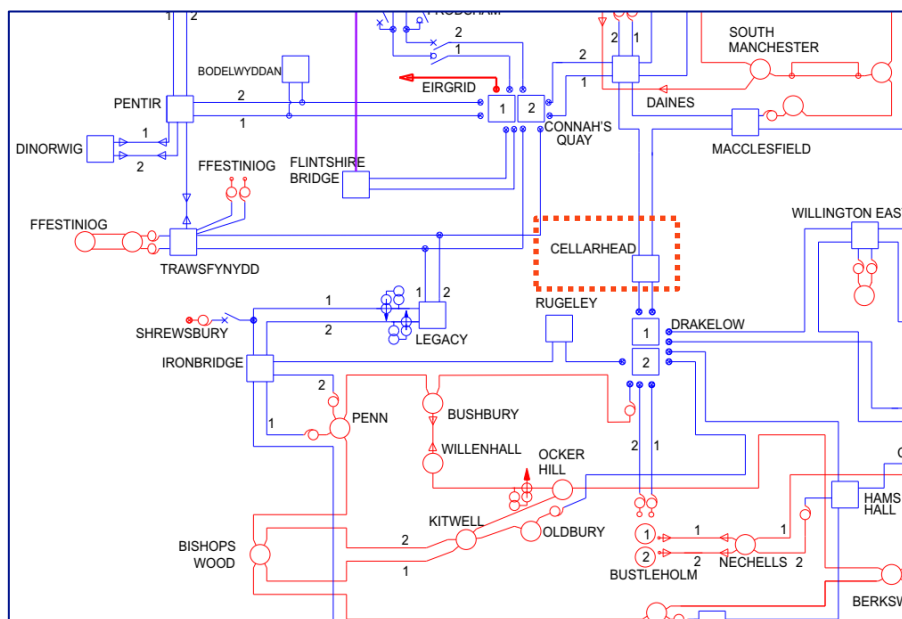 FRODSHAM
SOUTH
MANCHESTER
1 2
2
1
2 1
BODELWYDDAN
2
1
EIRGRID
DAINES
PENTIR
2
1
1 2
CONNAH'S
QUAY
MACCLESFIELD
DINORWIG
1
2
FFESTINIOG
FLINTSHIRE
BRIDGE
FFESTINIOG
TRAWSFYNYDD
WILLINGTON EAST
CELLARHEAD
1 2
1
2
RUGELEY
SHREWSBURY
LEGACY
1
2
DRAKELOW
IRONBRIDGE
2
1
PENN
BUSHBURY
WILLENHALL
2 1
OCKER
HILL
HAMS
HALL
KITWELL
OLDBURY
BISHOPS
WOOD
2
1
1
2
BUSTLEHOLM
1
2
NECHELLS
1
2
BERKSW